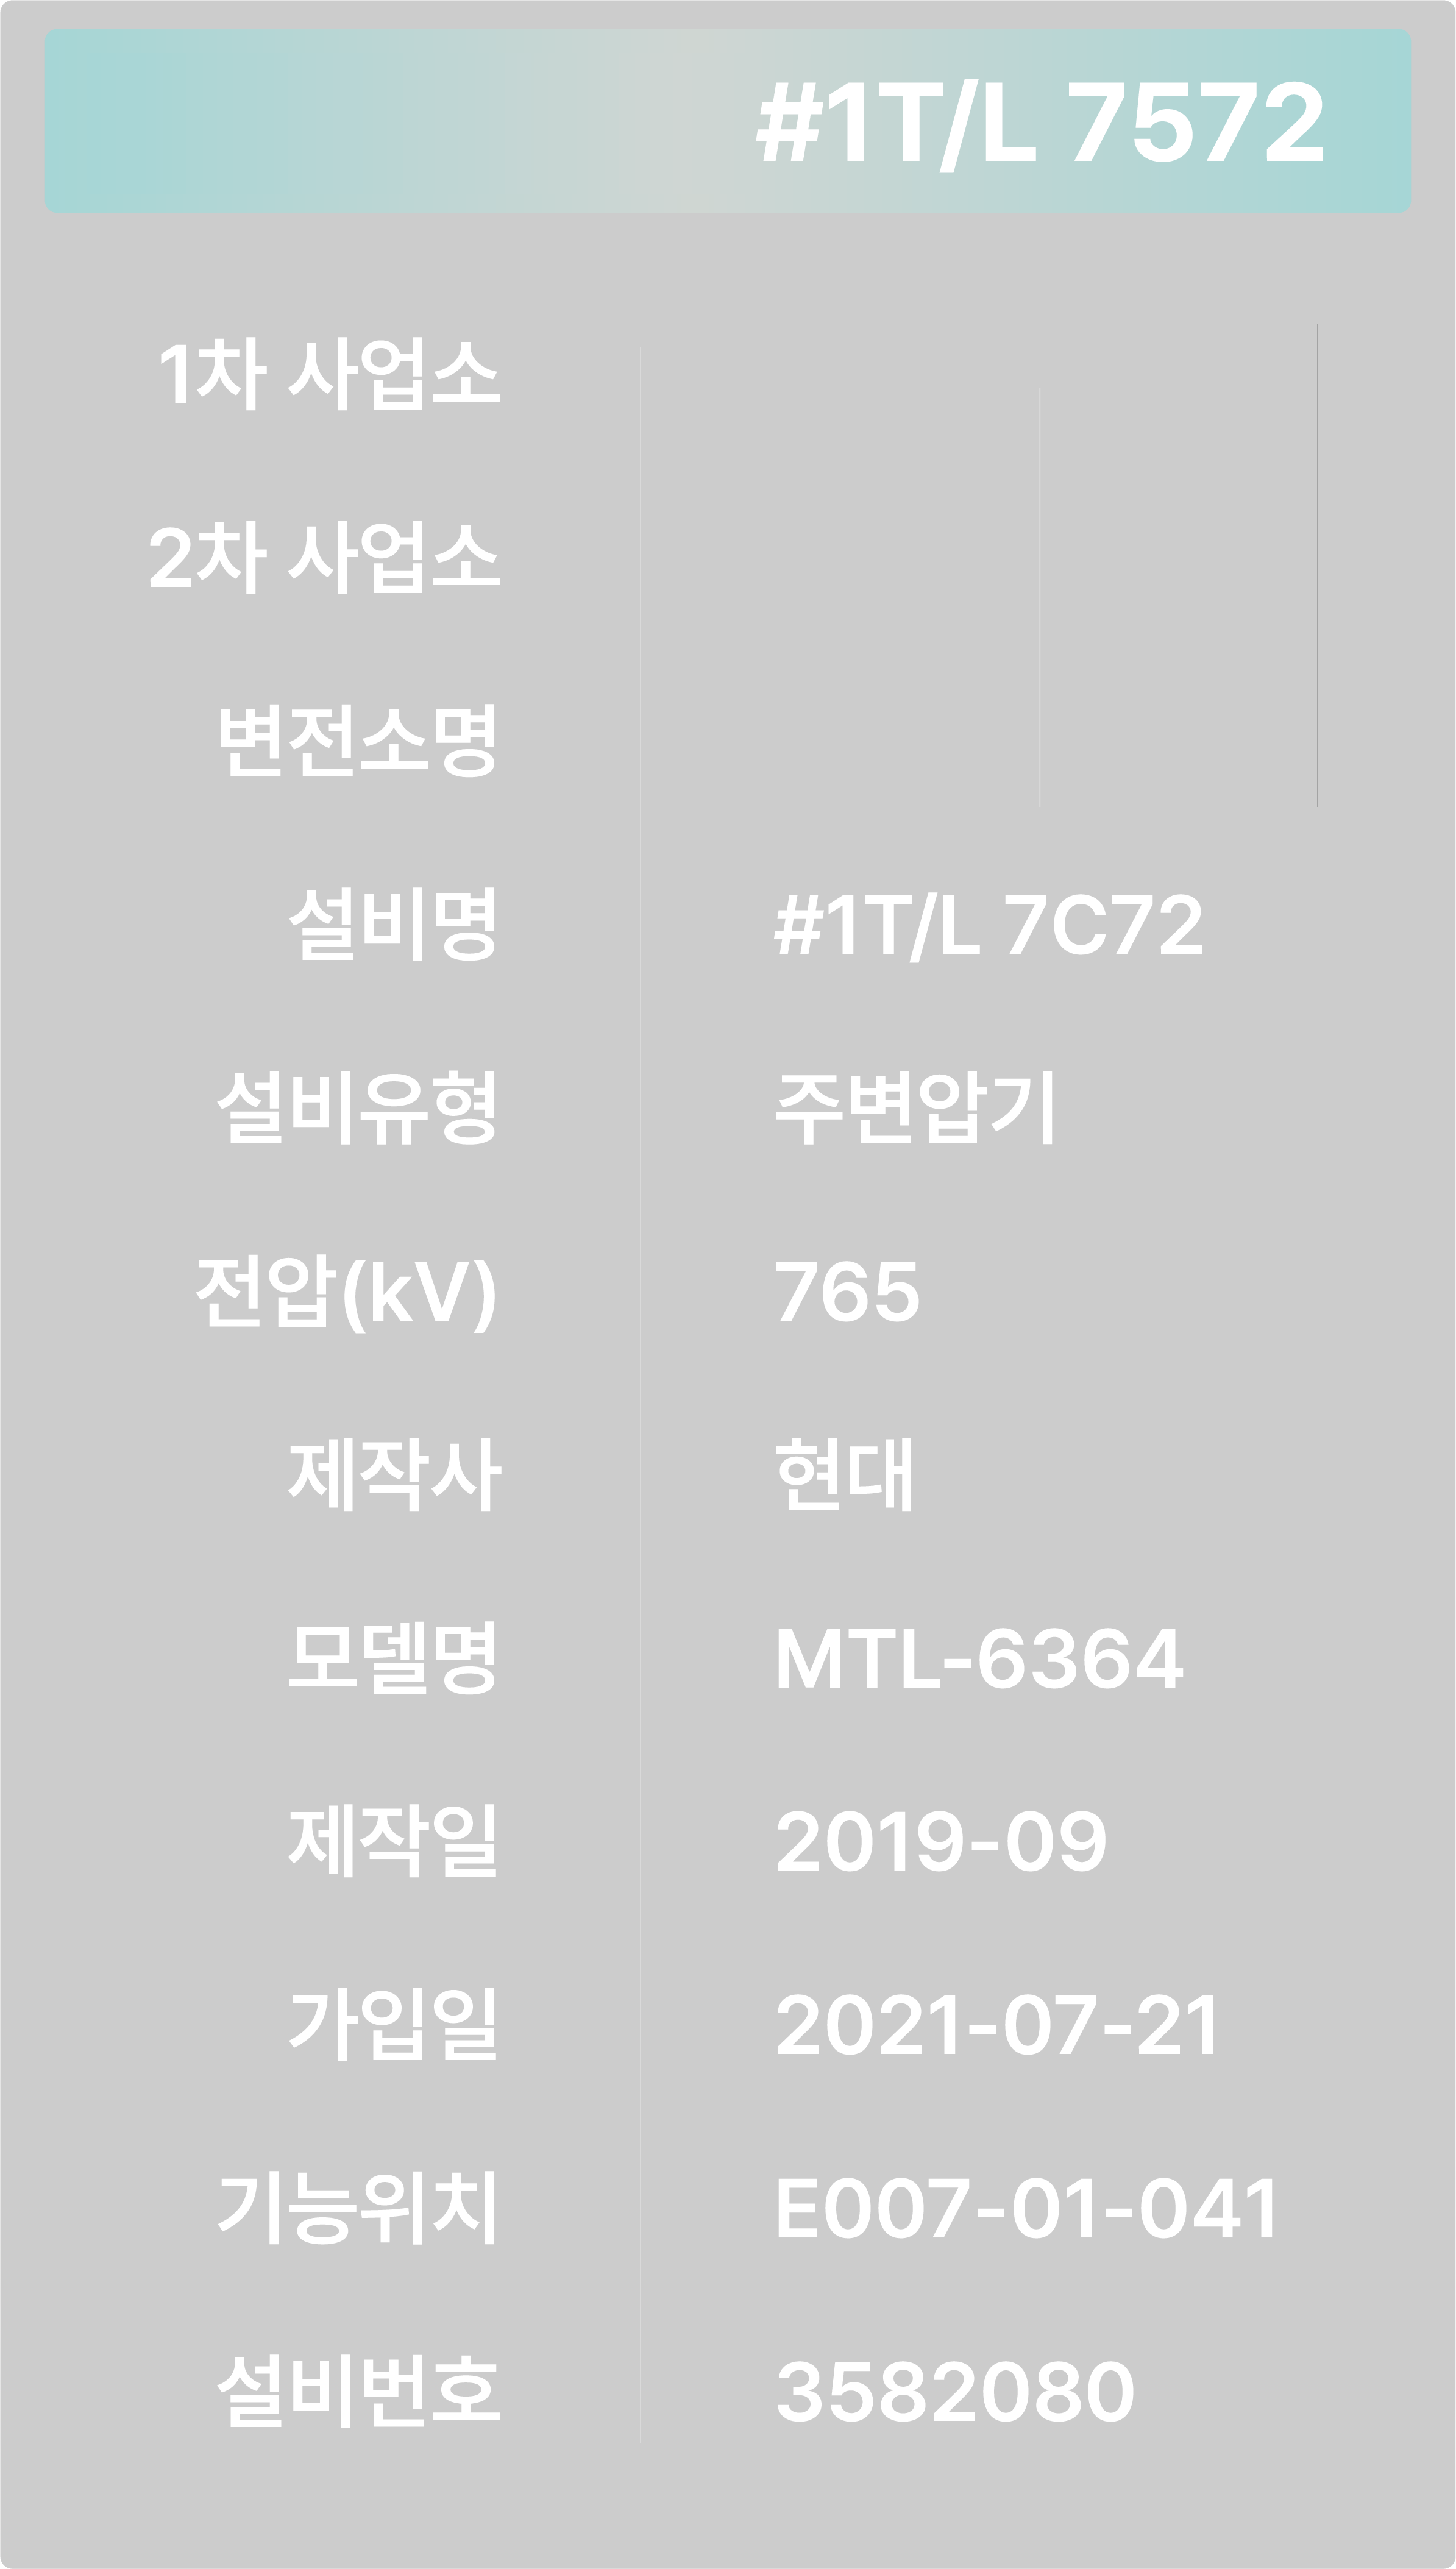 #1T/L 7572
1차 사업소
2차 사업소
변전소명
설비명 #1T/L 7C72
설비유형 주변압기
전압(kV) 765
제작사 현대
모델명 MTL-6364
제작일 2019-09
가입일 2021-07-21
기능위치 E007-01-041
설비번호 3582080